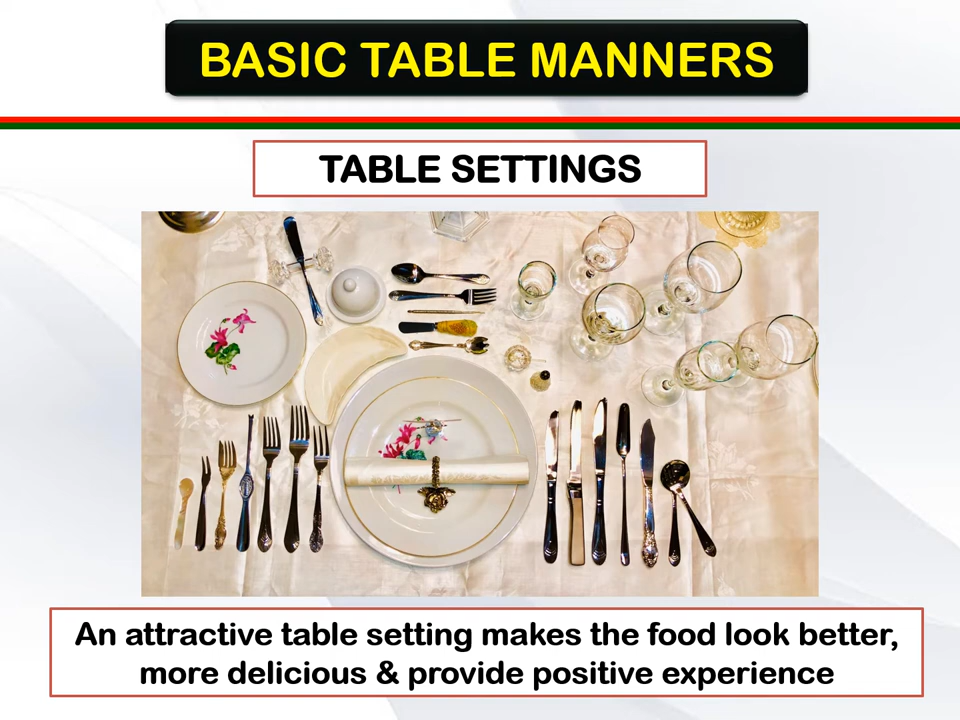 BASIC TABLE MANNERS
TABLE SETTINGS
An attractive table setting makes the food look better,
more delicious & provide positive experience